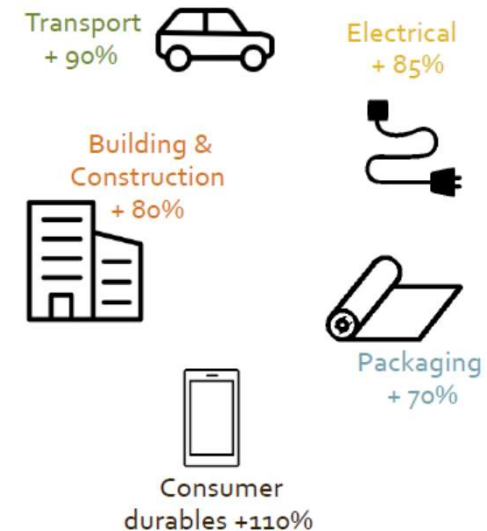 Transport
+ 90%
Electrical
+ 85%
Building &
Construction
+ 80%
Packaging
+ 70%
Consumer
durables +110%